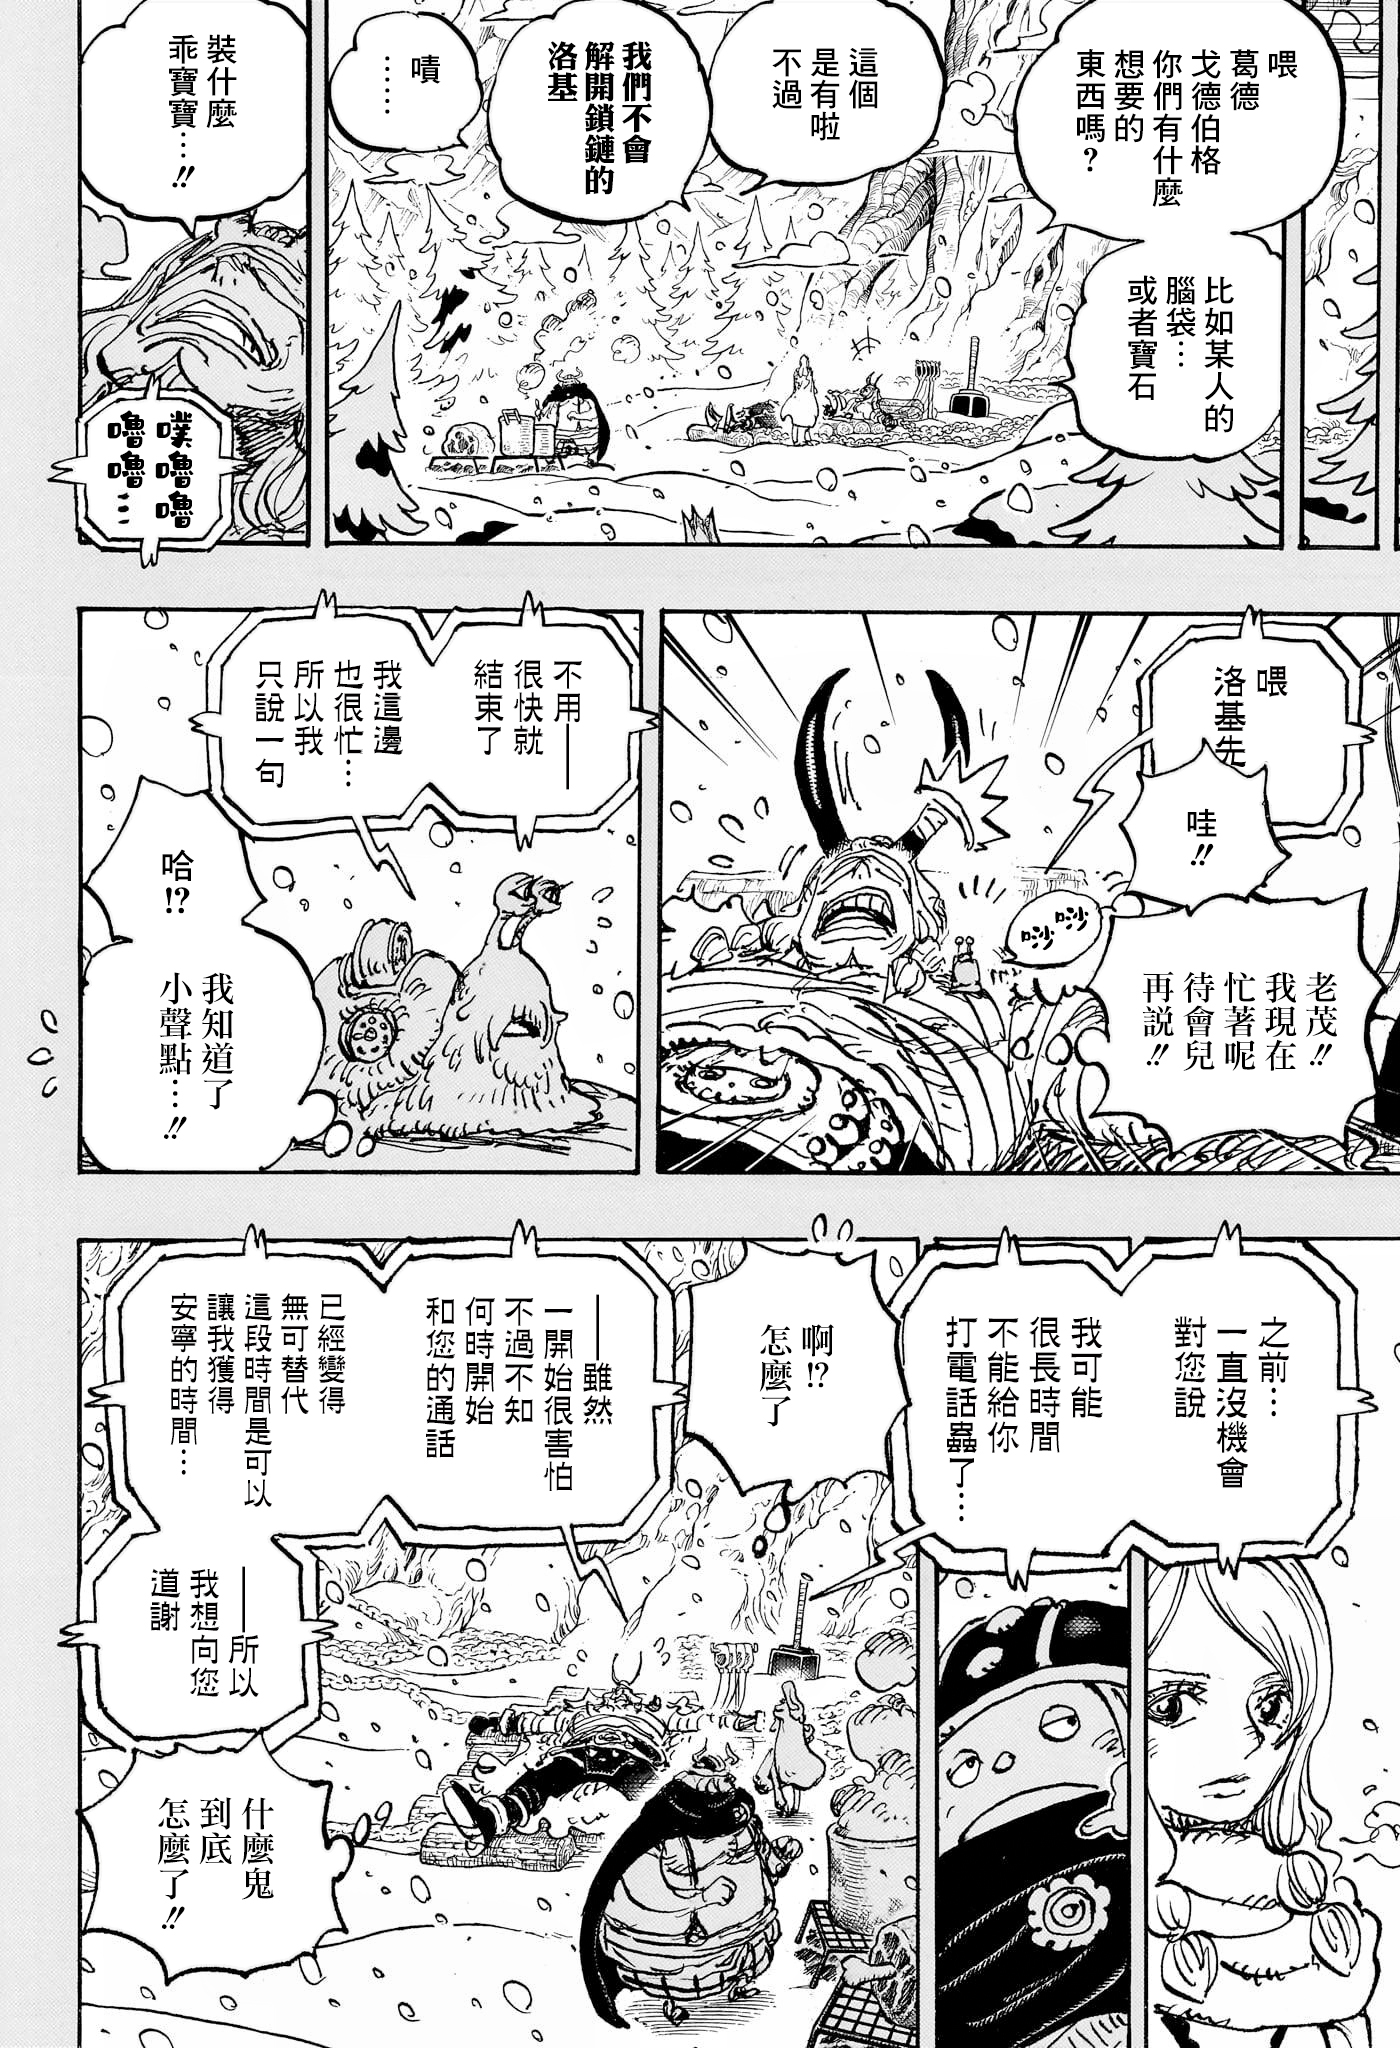 喂
葛德
戈德伯格
你們有什麼
想要的
東西嗎？
比如某人的
腦袋…
或者寶石
這個
是有啦
不過
我們不會
解開鎖鏈的
洛基
嘖
……
裝什麼
乖寶寶…!!
噗嚕嚕
嚕嚕…
喂
洛基先
哇!!
吵
吵
老茂!!
我現在
忙著呢
待會兒
再説!!
不用——
很快就
結束了
我這邊
也很忙…
所以我
只說一句
哈!?
我知道了
小聲點…!!
之前…
一直沒機會
對您說
我可能
很長時間
不能給你
打電話蟲了…
啊!?
怎麼了
——雖然
一開始很害怕
不過不知
何時開始
和您的通話
已經變得
無可替代
這段時間是可以
讓我獲得
安寧的時間…
——所以
我想向您
道謝
什麼鬼
到底
怎麼了!!